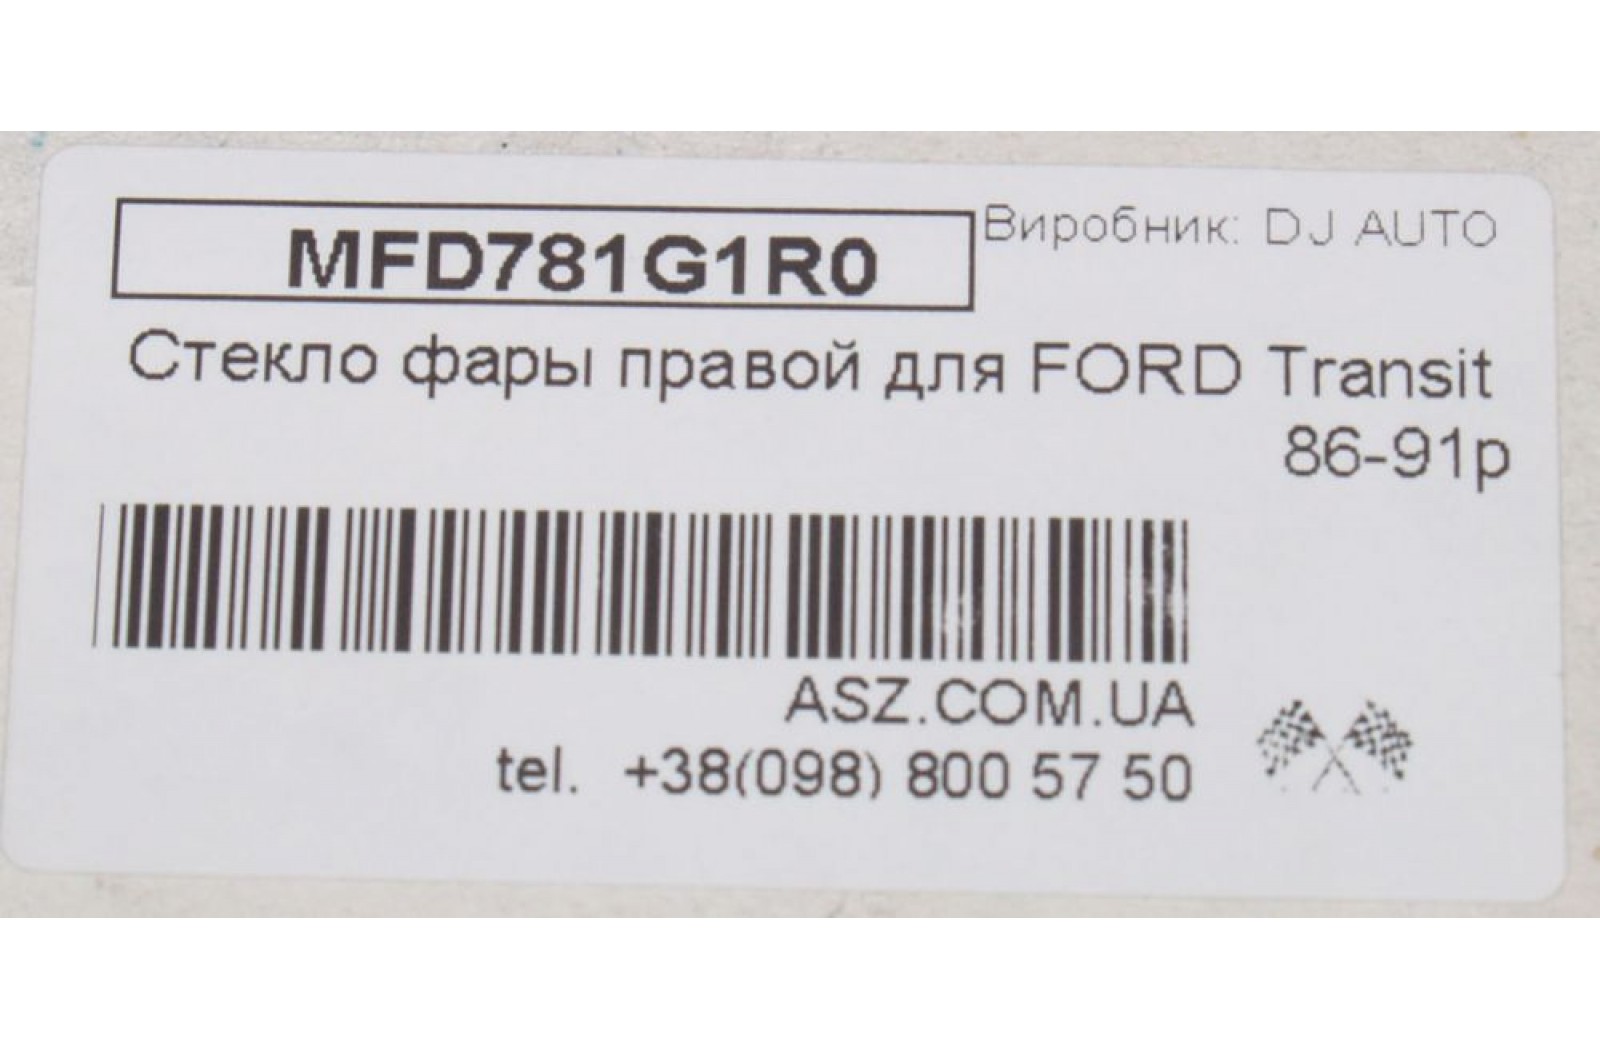 MFD781G1R0
Виробник: DJ AUTO
Стекло фары правой для FORD Transit
86-91р
ASZ.COM.UA
tel. +38(098) 800 57 50